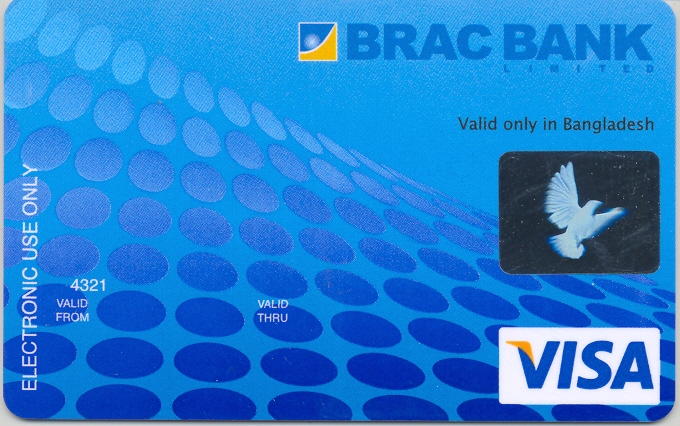 BRAC BANK
LIMITED
Valid only in Bangladesh
ELECTRONIC USE ONLY
4321
VALID
FROM
VALID
THRU
VISA